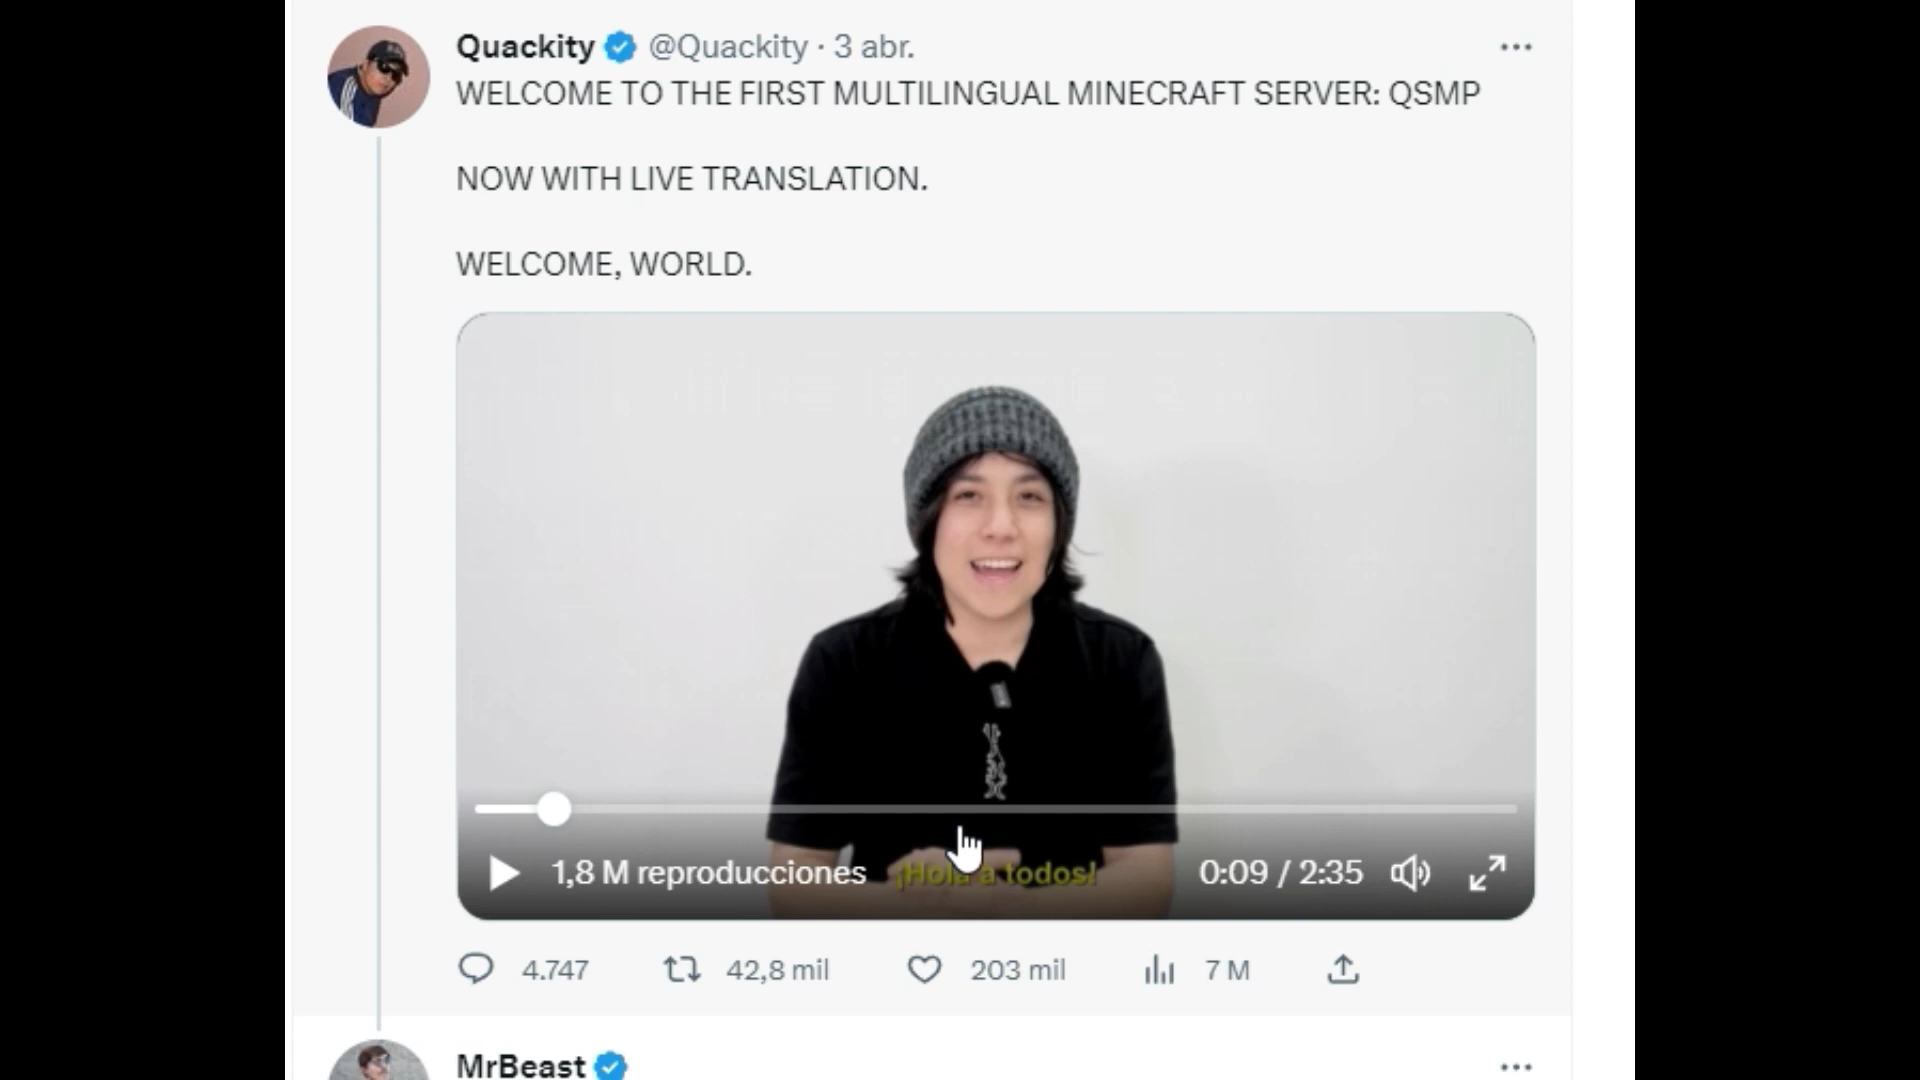 Quackity @Quackity · 3 abr.
WELCOME TO THE FIRST MULTILINGUAL MINECRAFT SERVER: QSMP
NOW WITH LIVE TRANSLATION.
WELCOME, WORLD.
1,8 M reproducciones ¡Hola a todos! 0:09 / 2:35
4.747 42,8 mil 203 mil 7 M
MrBeast